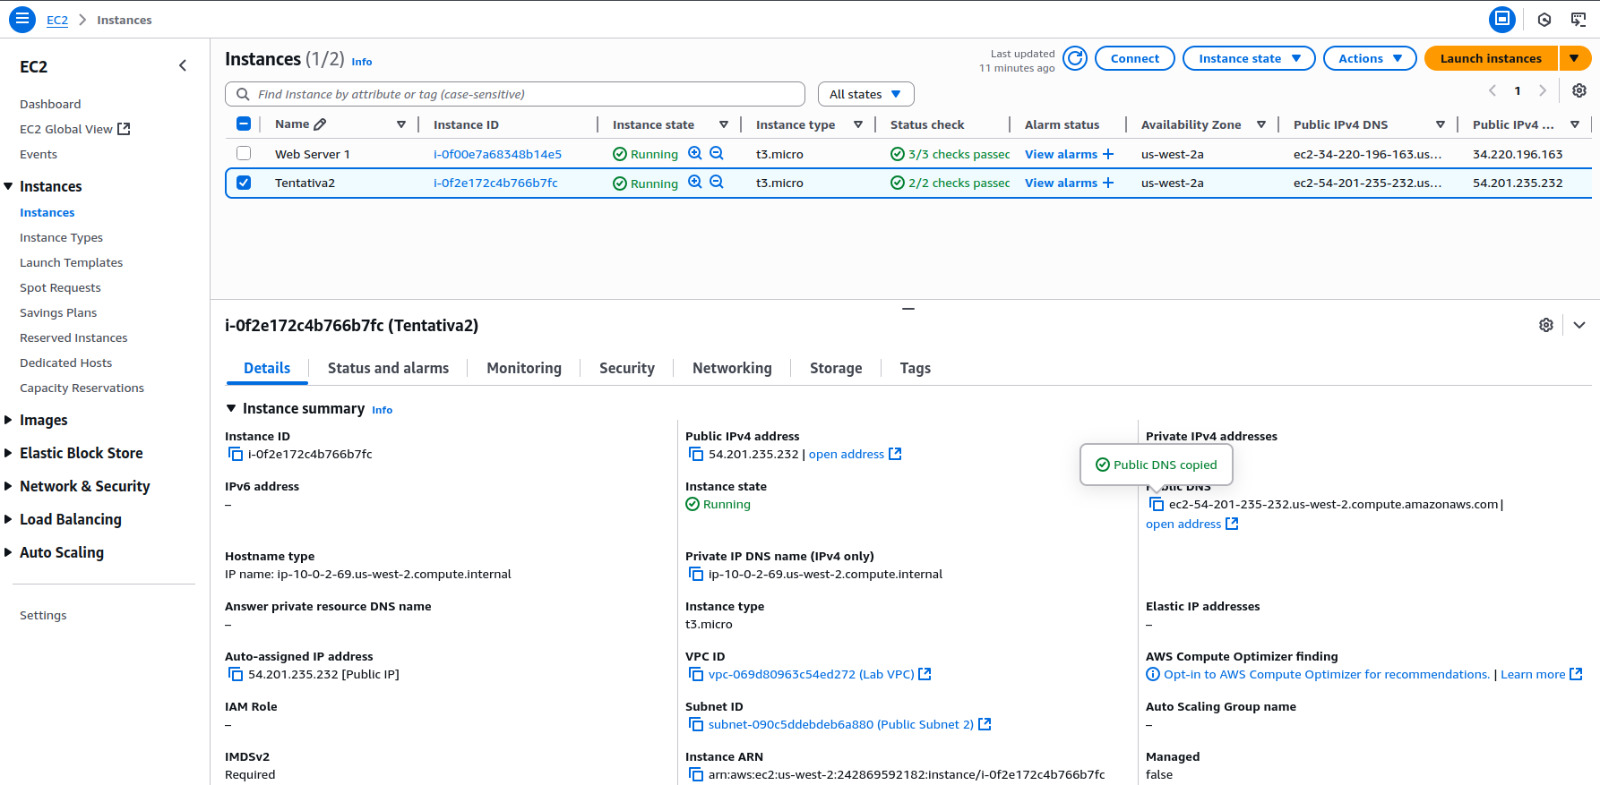 EC2 > Instances
EC2
Dashboard
EC2 Global View
Events
Instances
Instances
Instance Types
Launch Templates
Spot Requests
Savings Plans
Reserved Instances
Dedicated Hosts
Capacity Reservations
Images
Elastic Block Store
Network & Security
Load Balancing
Auto Scaling
Settings
Instances (1/2) Info
Last updated
11 minutes ago
Connect
Instance state
Actions
Launch instances
Find Instance by attribute or tag (case-sensitive)
All states
1
Name Instance ID Instance state Instance type Status check Alarm status Availability Zone Public IPv4 DNS Public IPv4 ...
Web Server 1 i-0f00e7a68348b14e5 Running t3.micro 3/3 checks passec View alarms + us-west-2a ec2-34-220-196-163.us... 34.220.196.163
Tentativa2 i-0f2e172c4b766b7fc Running t3.micro 2/2 checks passec View alarms + us-west-2a ec2-54-201-235-232.us... 54.201.235.232
i-0f2e172c4b766b7fc (Tentativa2)
Details Status and alarms Monitoring Security Networking Storage Tags
Instance summary Info
Instance ID
i-0f2e172c4b766b7fc
Public IPv4 address
54.201.235.232 | open address
Private IPv4 addresses
Public DNS copied
IPv6 address
–
Instance state
Running
Public DNS
ec2-54-201-235-232.us-west-2.compute.amazonaws.com |
open address
Hostname type
IP name: ip-10-0-2-69.us-west-2.compute.internal
Private IP DNS name (IPv4 only)
ip-10-0-2-69.us-west-2.compute.internal
Answer private resource DNS name
–
Instance type
t3.micro
Elastic IP addresses
–
Auto-assigned IP address
54.201.235.232 [Public IP]
VPC ID
vpc-069d80963c54ed272 (Lab VPC)
AWS Compute Optimizer finding
Opt-in to AWS Compute Optimizer for recommendations. | Learn more
IAM Role
–
Subnet ID
subnet-090c5ddebdeb6a880 (Public Subnet 2)
Auto Scaling Group name
–
IMDSv2
Required
Instance ARN
arn:aws:ec2:us-west-2:242869592182:instance/i-0f2e172c4b766b7fc
Managed
false